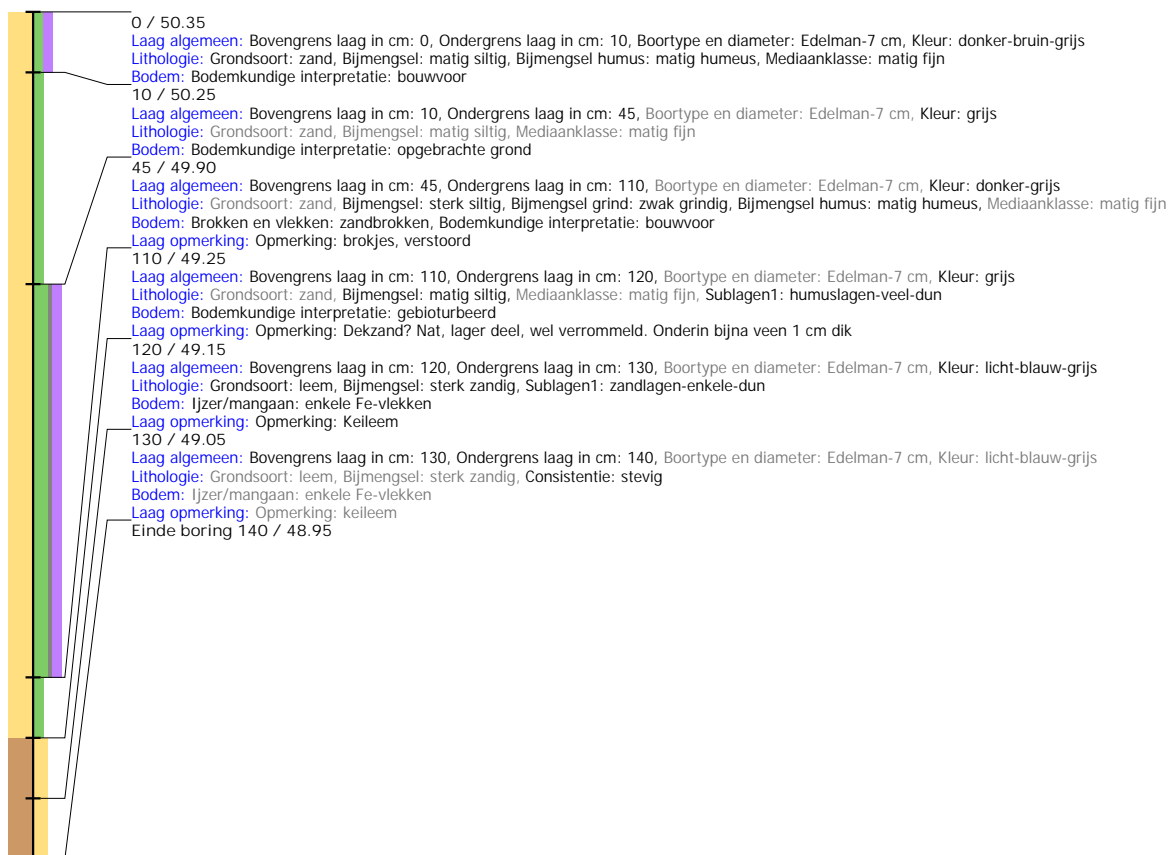 0 / 50.35
Laag algemeen: Bovengrens laag in cm: 0, Ondergrens laag in cm: 10, Boortype en diameter: Edelman-7 cm, Kleur: donker-bruin-grijs
Lithologie: Grondsoort: zand, Bijmengsel: matig siltig, Bijmengsel humus: matig humeus, Mediaanklasse: matig fijn
Bodem: Bodemkundige interpretatie: bouwvoor
10 / 50.25
Laag algemeen: Bovengrens laag in cm: 10, Ondergrens laag in cm: 45, Boortype en diameter: Edelman-7 cm, Kleur: grijs
Lithologie: Grondsoort: zand, Bijmengsel: matig siltig, Mediaanklasse: matig fijn
Bodem: Bodemkundige interpretatie: opgebrachte grond
45 / 49.90
Laag algemeen: Bovengrens laag in cm: 45, Ondergrens laag in cm: 110, Boortype en diameter: Edelman-7 cm, Kleur: donker-grijs
Lithologie: Grondsoort: zand, Bijmengsel: sterk siltig, Bijmengsel grind: zwak grindig, Bijmengsel humus: matig humeus, Mediaanklasse: matig fijn
Bodem: Brokken en vlekken: zandbrokken, Bodemkundige interpretatie: bouwvoor
Laag opmerking: Opmerking: brokjes, verstoord
110 / 49.25
Laag algemeen: Bovengrens laag in cm: 110, Ondergrens laag in cm: 120, Boortype en diameter: Edelman-7 cm, Kleur: grijs
Lithologie: Grondsoort: zand, Bijmengsel: matig siltig, Mediaanklasse: matig fijn, Sublagen1: humuslagen-veel-dun
Bodem: Bodemkundige interpretatie: gebioturbeerd
Laag opmerking: Opmerking: Dekzand? Nat, lager deel, wel verrommeld. Onderin bijna veen 1 cm dik
120 / 49.15
Laag algemeen: Bovengrens laag in cm: 120, Ondergrens laag in cm: 130, Boortype en diameter: Edelman-7 cm, Kleur: licht-blauw-grijs
Lithologie: Grondsoort: leem, Bijmengsel: sterk zandig, Sublagen1: zandlagen-enkele-dun
Bodem: Ijzer/mangaan: enkele Fe-vlekken
Laag opmerking: Opmerking: Keileem
130 / 49.05
Laag algemeen: Bovengrens laag in cm: 130, Ondergrens laag in cm: 140, Boortype en diameter: Edelman-7 cm, Kleur: licht-blauw-grijs
Lithologie: Grondsoort: leem, Bijmengsel: sterk zandig, Consistentie: stevig
Bodem: Ijzer/mangaan: enkele Fe-vlekken
Laag opmerking: Opmerking: keileem
Einde boring 140 / 48.95